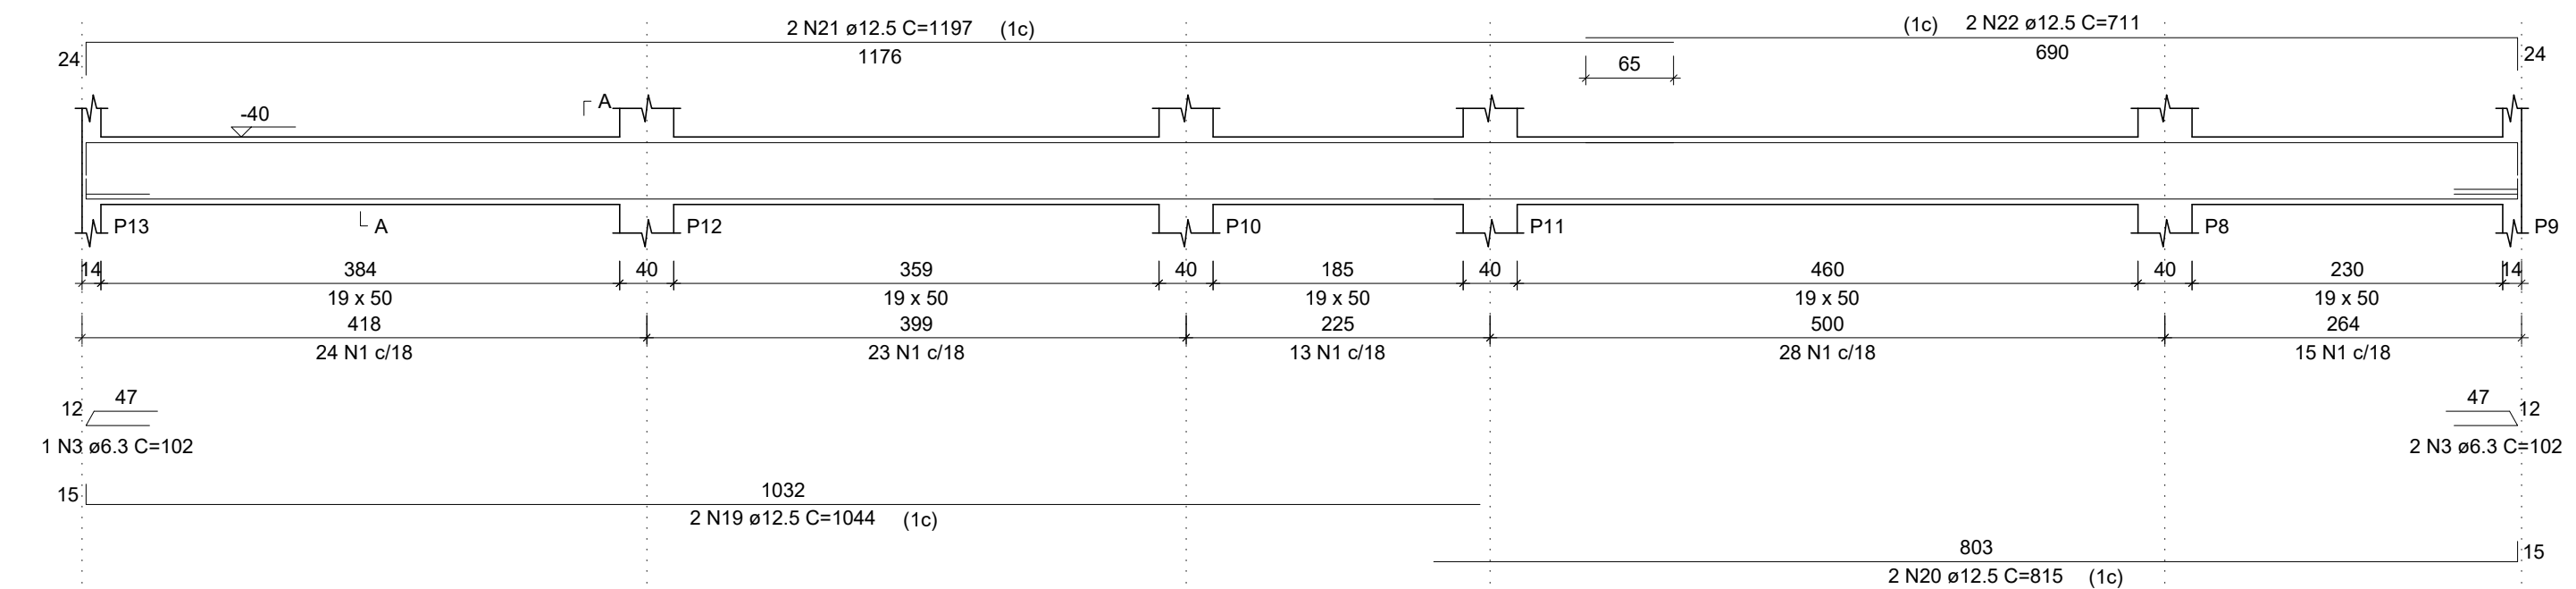 2 N21 ø12.5 C=1197 (1c)
(1c) 2 N22 ø12.5 C=711
24 1176 65 690 24
-40 A
P13 A P12 P10 P11 P8 P9
14 384 40 359 40 185 40 460 40 230 14
19 x 50 19 x 50 19 x 50 19 x 50 19 x 50
418 399 225 500 264
24 N1 c/18 23 N1 c/18 13 N1 c/18 28 N1 c/18 15 N1 c/18
47 47
12 12
1 N3 ø6.3 C=102 2 N3 ø6.3 C=102
15 1032
2 N19 ø12.5 C=1044 (1c)
803 15
2 N20 ø12.5 C=815 (1c)